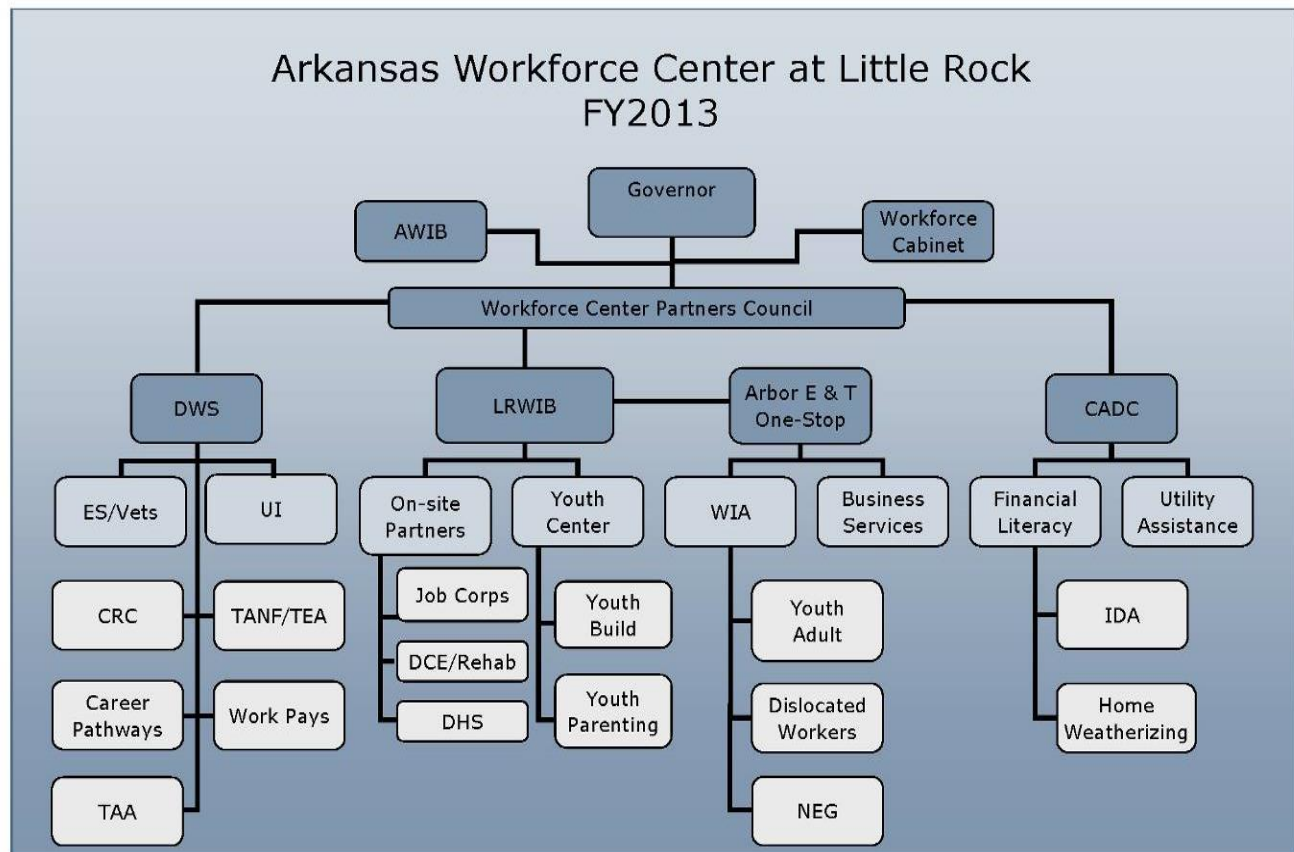 Arkansas Workforce Center at Little Rock
FY2013
Governor
AWIB
Workforce
Cabinet
Workforce Center Partners Council
DWS
LRWIB
Arbor E & T
One-Stop
CADC
ES/Vets
UI
On-site
Partners
Youth
Center
WIA
Business
Services
Financial
Literacy
Utility
Assistance
CRC
TANF/TEA
Job Corps
Youth
Build
Youth
Adult
IDA
DCE/Rehab
Career
Pathways
Work Pays
DHS
Youth
Parenting
Dislocated
Workers
Home
Weatherizing
TAA
NEG